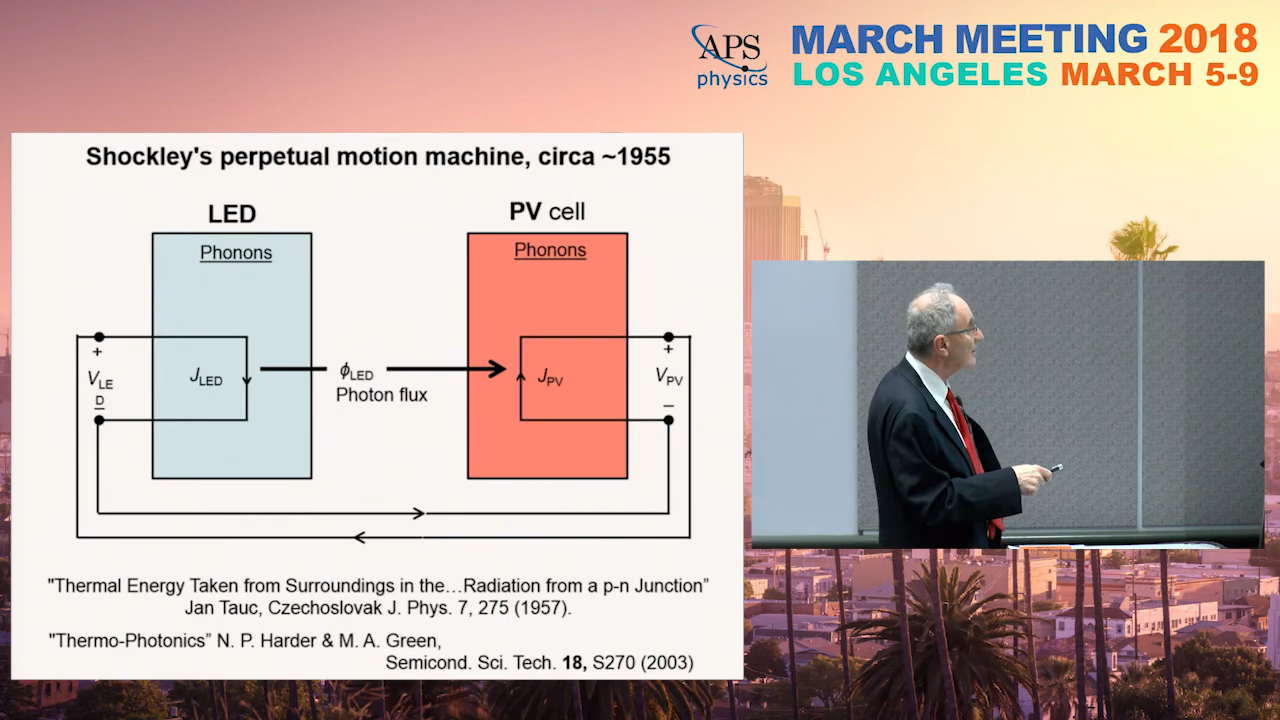 APS
physics
MARCH MEETING 2018
LOS ANGELES MARCH 5-9
Shockley's perpetual motion machine, circa ~1955
LED
PV cell
Phonons
Phonons
+
V_LE
D
–
J_LED
ϕ_LED
Photon flux
J_PV
+
V_PV
–
"Thermal Energy Taken from Surroundings in the…Radiation from a p-n Junction”
Jan Tauc, Czechoslovak J. Phys. 7, 275 (1957).
"Thermo-Photonics” N. P. Harder & M. A. Green,
Semicond. Sci. Tech. 18, S270 (2003)